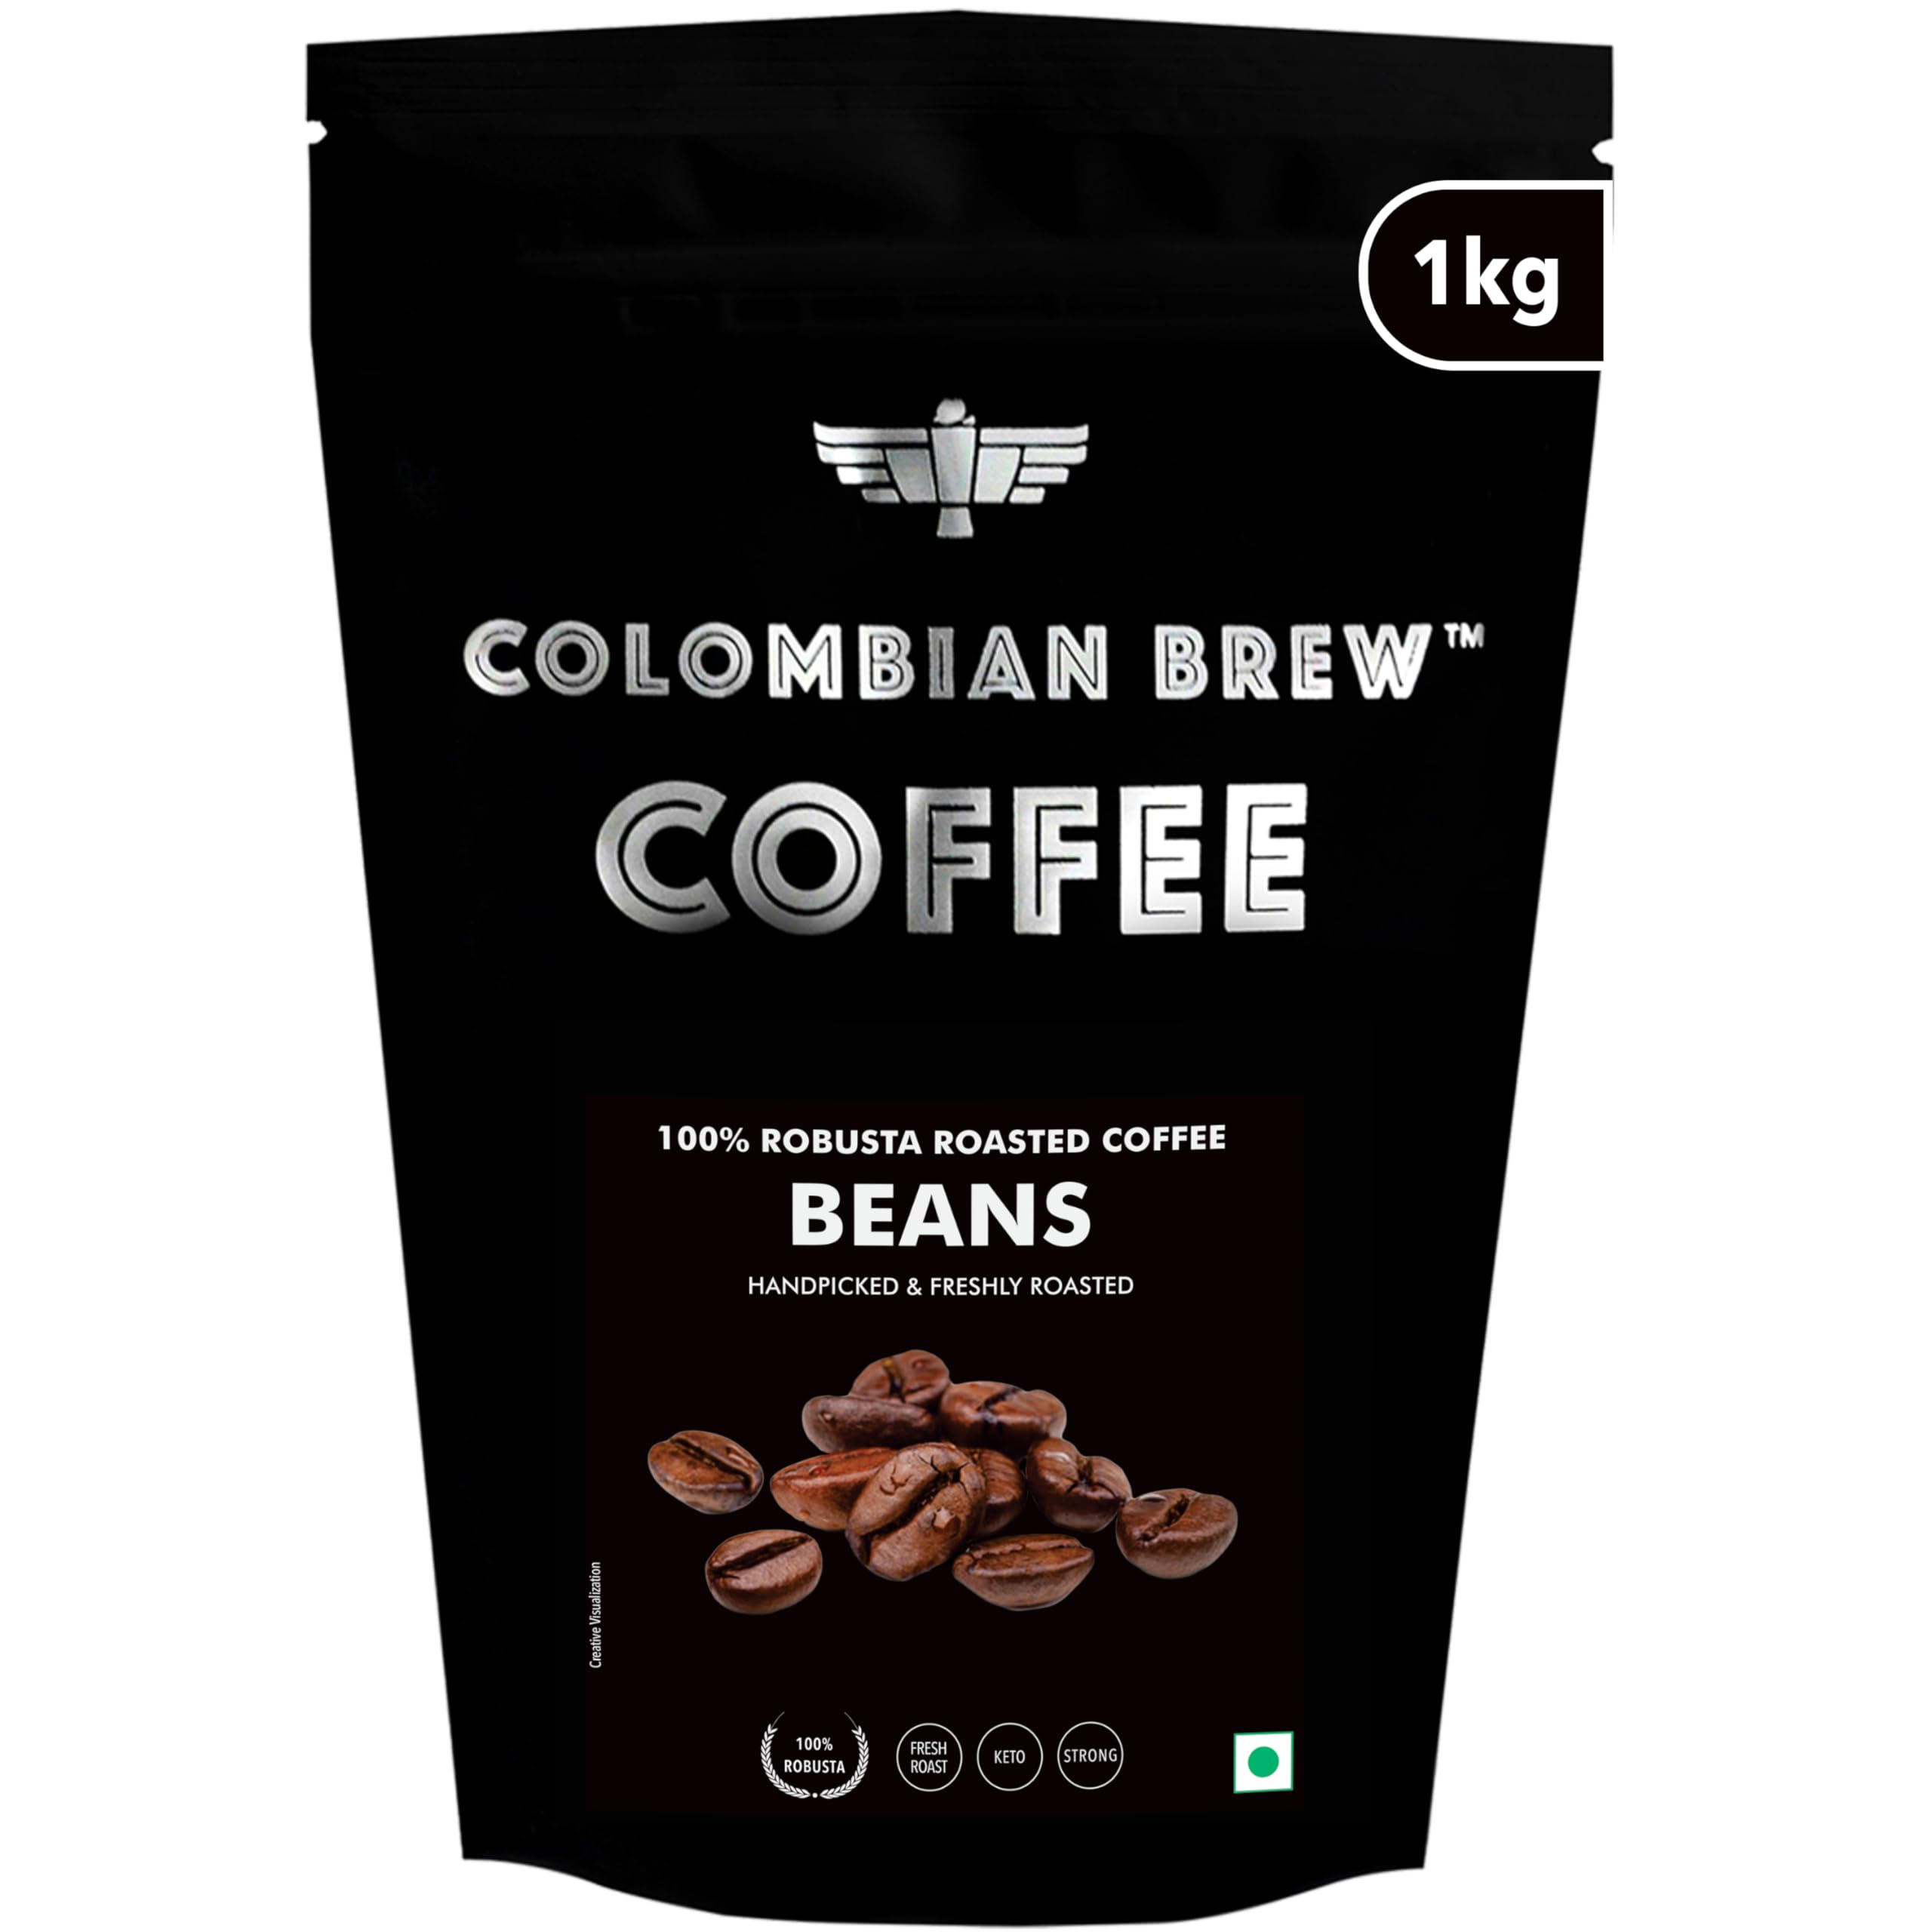 1kg
COLOMBIAN BREW™
COFFEE
100% ROBUSTA ROASTED COFFEE
BEANS
HANDPICKED & FRESHLY ROASTED
Creative Visualization
100%
ROBUSTA
FRESH
ROAST
KETO
STRONG